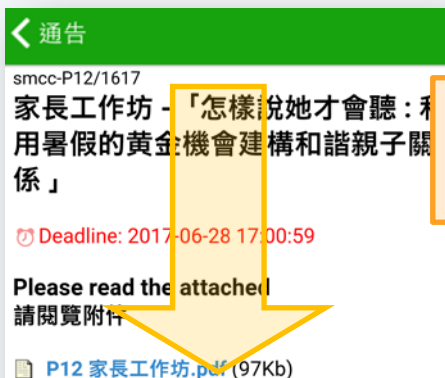 通告
smcc-P12/1617
家長工作坊 -「怎樣說她才會聽 : 利
用暑假的黃金機會建構和諧親子關
係 」
Deadline: 2017-06-28 17:00:59
Please read the attached
請閱覽附件
P12 家長工作坊.pdf (97Kb)